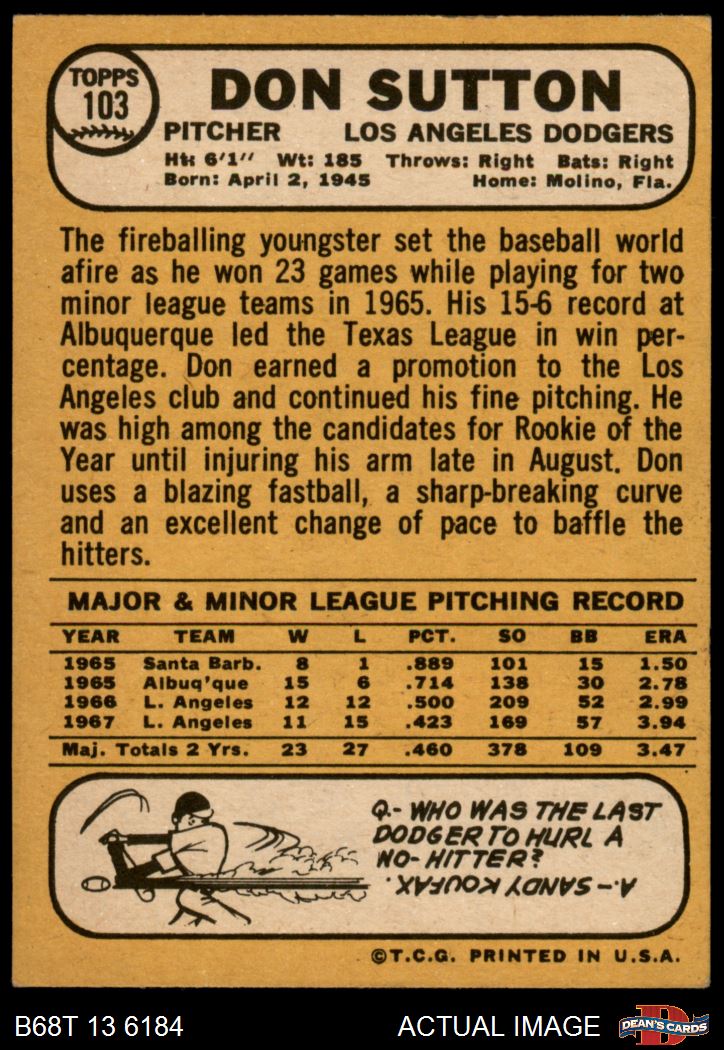 TOPPS
103
DON SUTTON
PITCHER LOS ANGELES DODGERS
Ht: 6'1" Wt: 185 Throws: Right Bats: Right
Born: April 2, 1945 Home: Molino, Fla.
The fireballing youngster set the baseball world
afire as he won 23 games while playing for two
minor league teams in 1965. His 15-6 record at
Albuquerque led the Texas League in win per-
centage. Don earned a promotion to the Los
Angeles club and continued his fine pitching. He
was high among the candidates for Rookie of the
Year until injuring his arm late in August. Don
uses a blazing fastball, a sharp-breaking curve
and an excellent change of pace to baffle the
hitters.
MAJOR & MINOR LEAGUE PITCHING RECORD
YEAR TEAM W L PCT. SO BB ERA
1965 Santa Barb. 8 1 .889 101 15 1.50
1965 Albuq'que 15 6 .714 138 30 2.78
1966 L. Angeles 12 12 .500 209 52 2.99
1967 L. Angeles 11 15 .423 169 57 3.94
Maj. Totals 2 Yrs. 23 27 .460 378 109 3.47
Q.- WHO WAS THE LAST
DODGER TO HURL A
NO-HITTER?
A.- SANDY KOUFAX.
©T.C.G. PRINTED IN U.S.A.
B68T 13 6184 ACTUAL IMAGE
D
DEAN'S CARDS